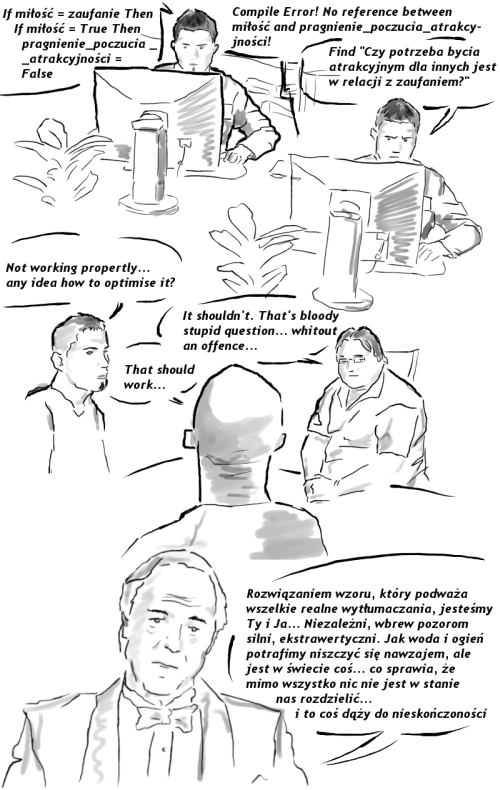 If miłość = zaufanie Then
If miłość = True Then
pragnienie_poczucia _
_atrakcyjności =
False
Compile Error! No reference between
miłość and pragnienie_poczucia_atrakcy-
jności!
Find "Czy potrzeba bycia
atrakcyjnym dla innych jest
w relacji z zaufaniem?"
Not working propertly...
any idea how to optimise it?
It shouldn't. That's bloody
stupid question... whitout
an offence...
That should
work...
Rozwiązaniem wzoru, który podważa
wszelkie realne wytłumaczania, jesteśmy
Ty i Ja... Niezależni, wbrew pozorom
silni, ekstrawertyczni. Jak woda i ogień
potrafimy niszczyć się nawzajem, ale
jest w świecie coś... co sprawia, że
mimo wszystko nic nie jest w stanie
nas rozdzielić...
i to coś dąży do nieskończoności